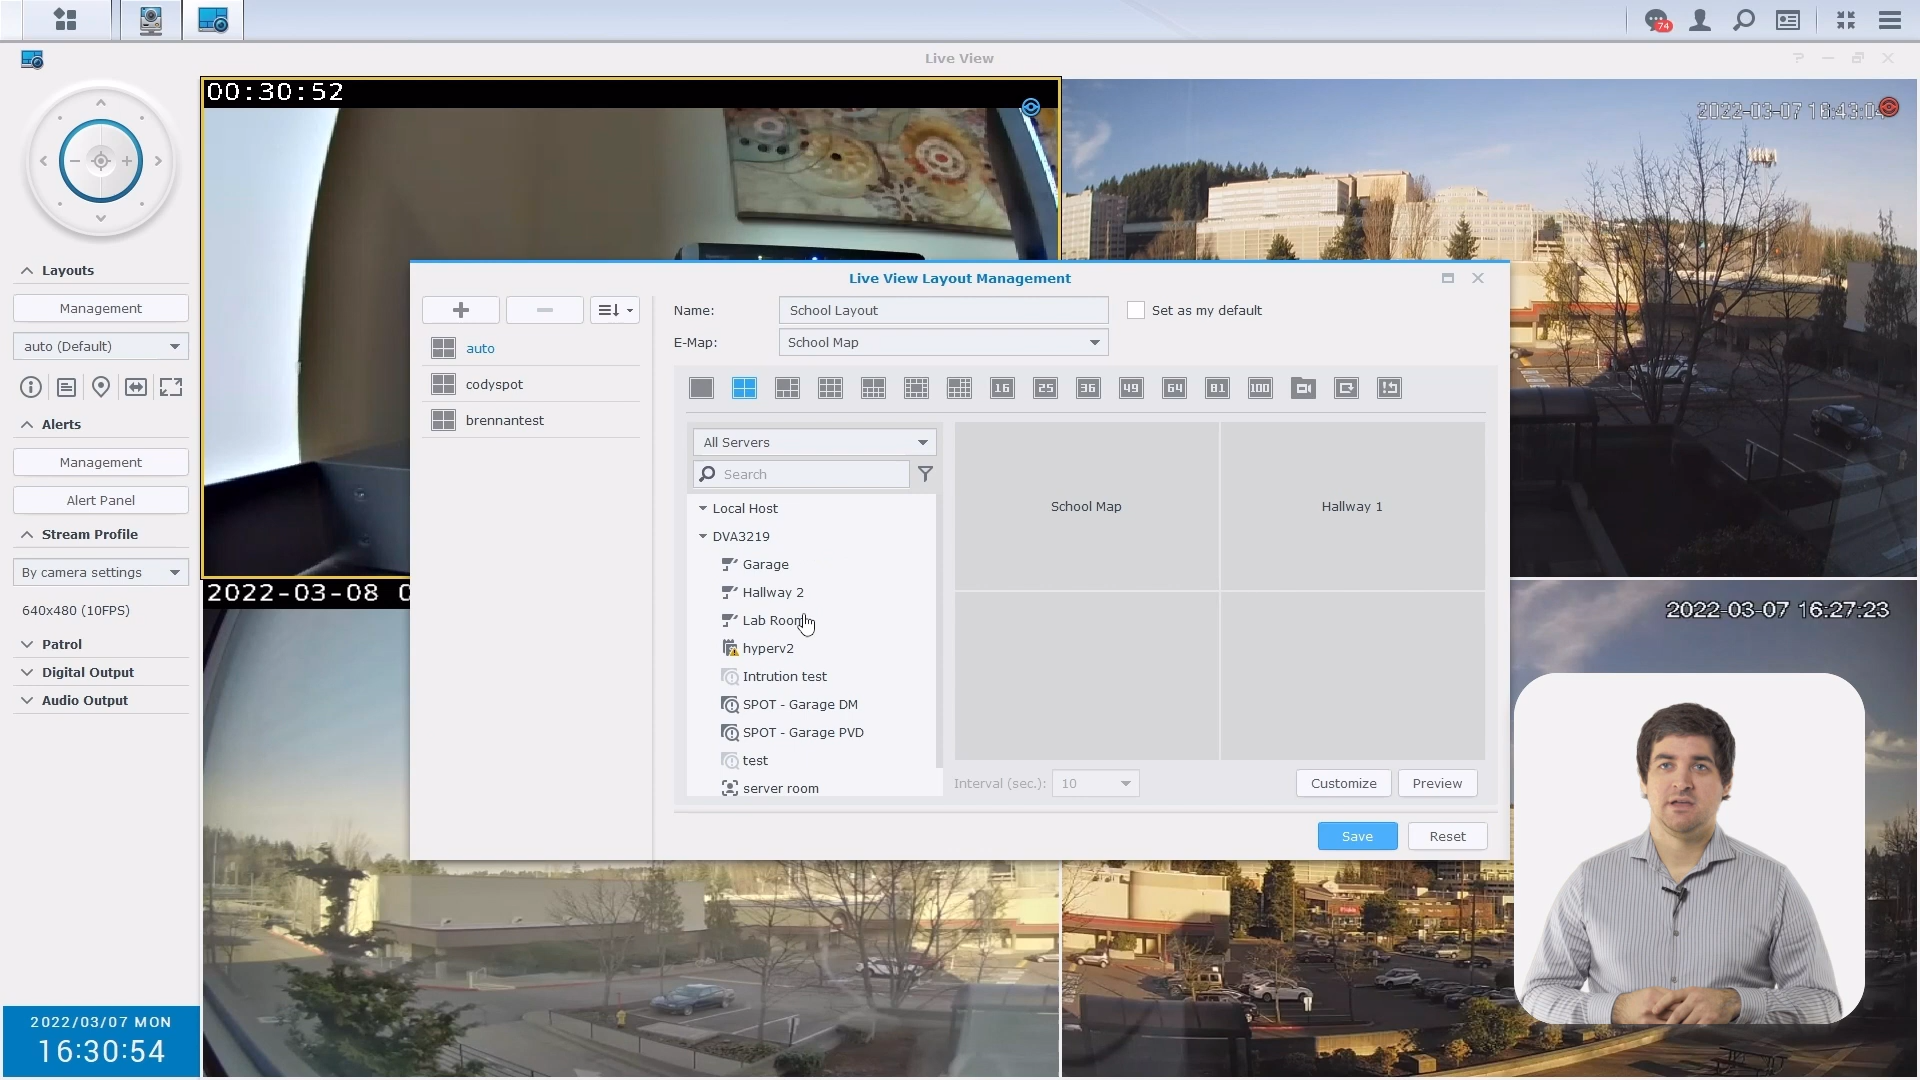 74
Live View
00:30:52
2022-03-07 16:43:0
Layouts
Management
auto (Default)
Alerts
Management
Alert Panel
Stream Profile
By camera settings
640x480 (10FPS)
Patrol
Digital Output
Audio Output
2022/03/07 MON
16:30:54
Live View Layout Management
auto
codyspot
brennantest
Name:
School Layout
Set as my default
E-Map:
School Map
16 25 36 49 64 81 100
All Servers
Search
Local Host
DVA3219
Garage
Hallway 2
Lab Room
hyperv2
Intrution test
SPOT - Garage DM
SPOT - Garage PVD
test
server room
School Map
Hallway 1
Interval (sec.):
10
Customize
Preview
Save
Reset
2022-03-08 0
2022-03-07 16:27:23